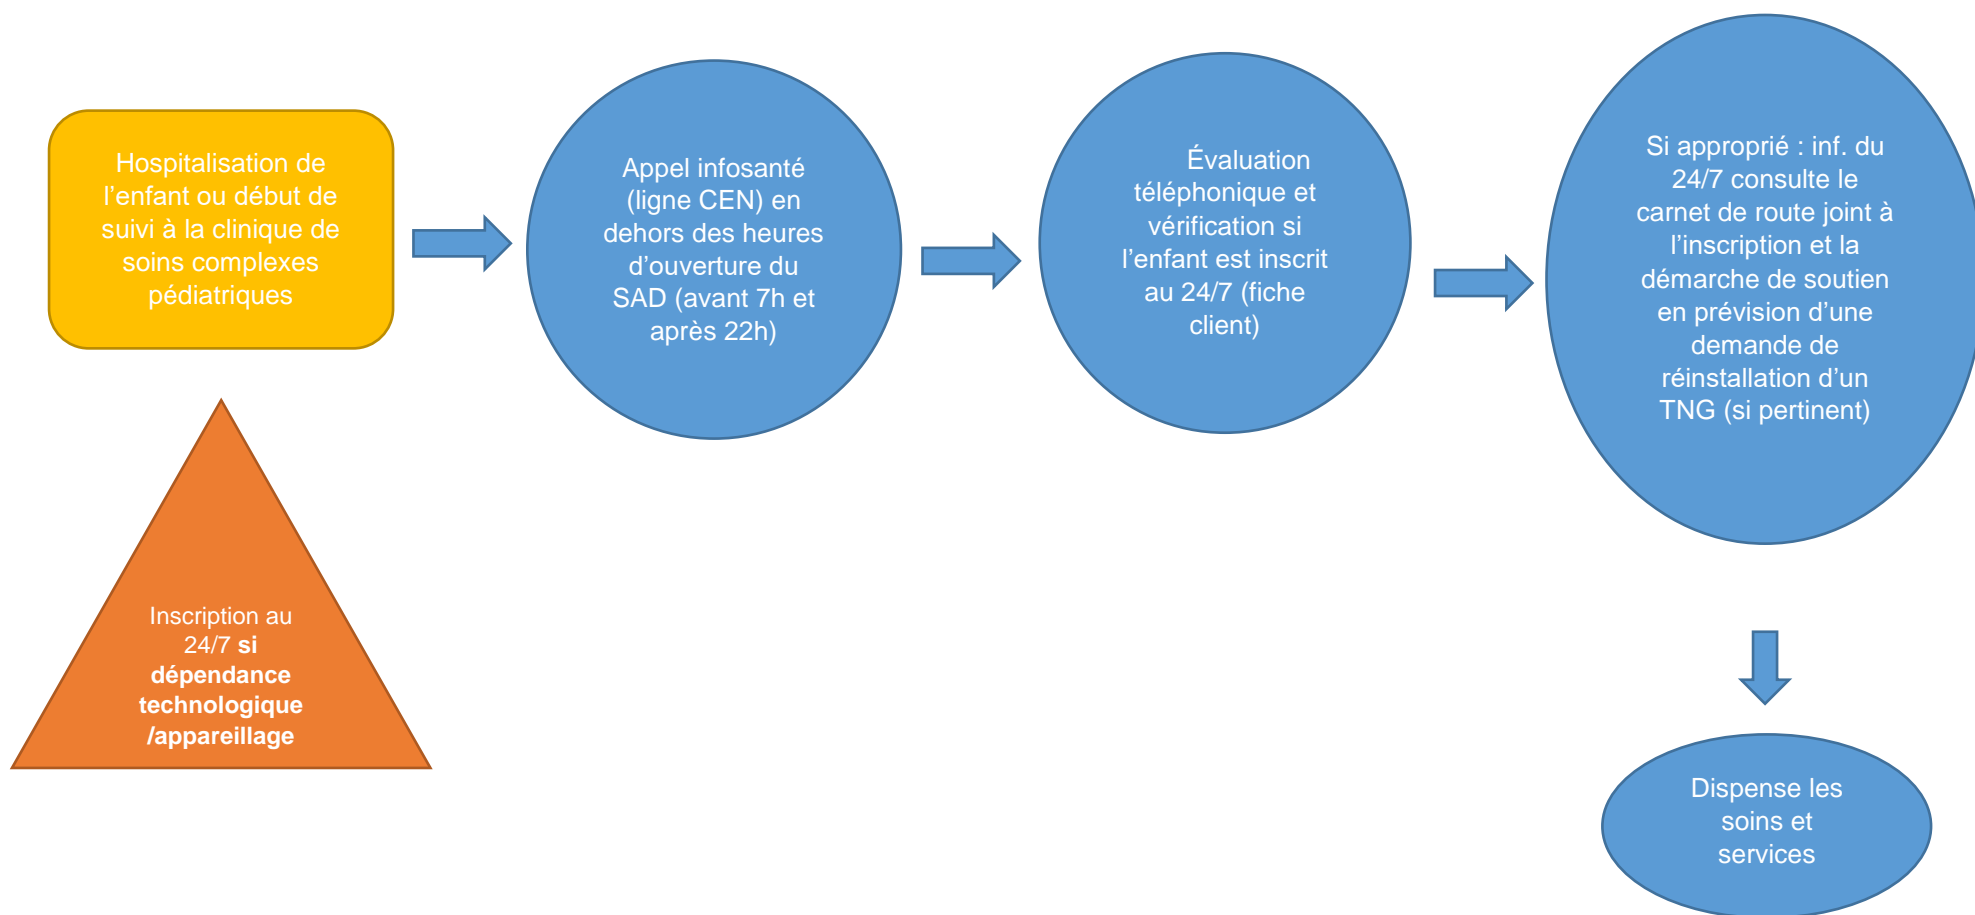 Hospitalisation de
l’enfant ou début de
suivi à la clinique de
soins complexes
pédiatriques
Appel infosanté
(ligne CEN) en
dehors des heures
d’ouverture du
SAD (avant 7h et
après 22h)
Évaluation
téléphonique et
vérification si
l’enfant est inscrit
au 24/7 (fiche
client)
Si approprié : inf. du
24/7 consulte le
carnet de route joint à
l’inscription et la
démarche de soutien
en prévision d’une
demande de
réinstallation d’un
TNG (si pertinent)
Inscription au
24/7 si
dépendance
technologique
/appareillage
Dispense les
soins et
services